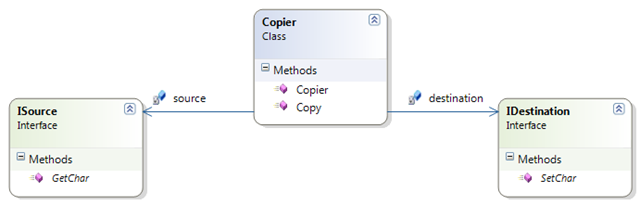 Copier
Class
Methods
Copier
Copy
source
destination
ISource
Interface
Methods
GetChar
IDestination
Interface
Methods
SetChar